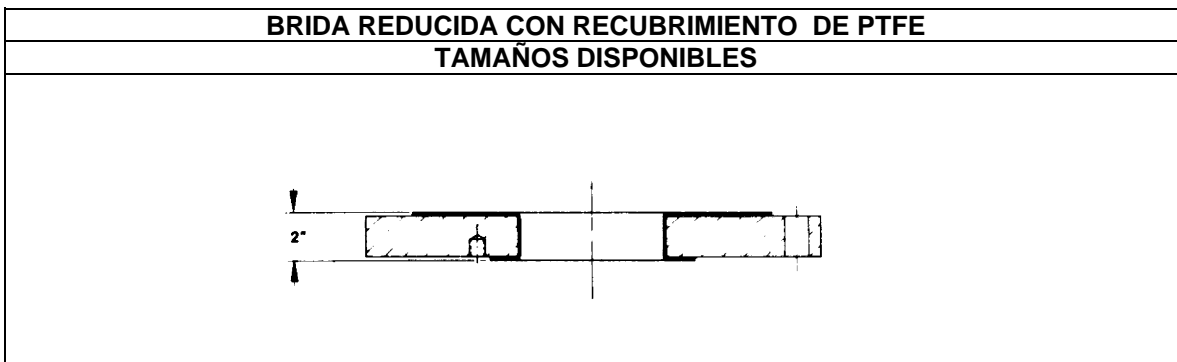 BRIDA REDUCIDA CON RECUBRIMIENTO DE PTFE
TAMAÑOS DISPONIBLES
2"